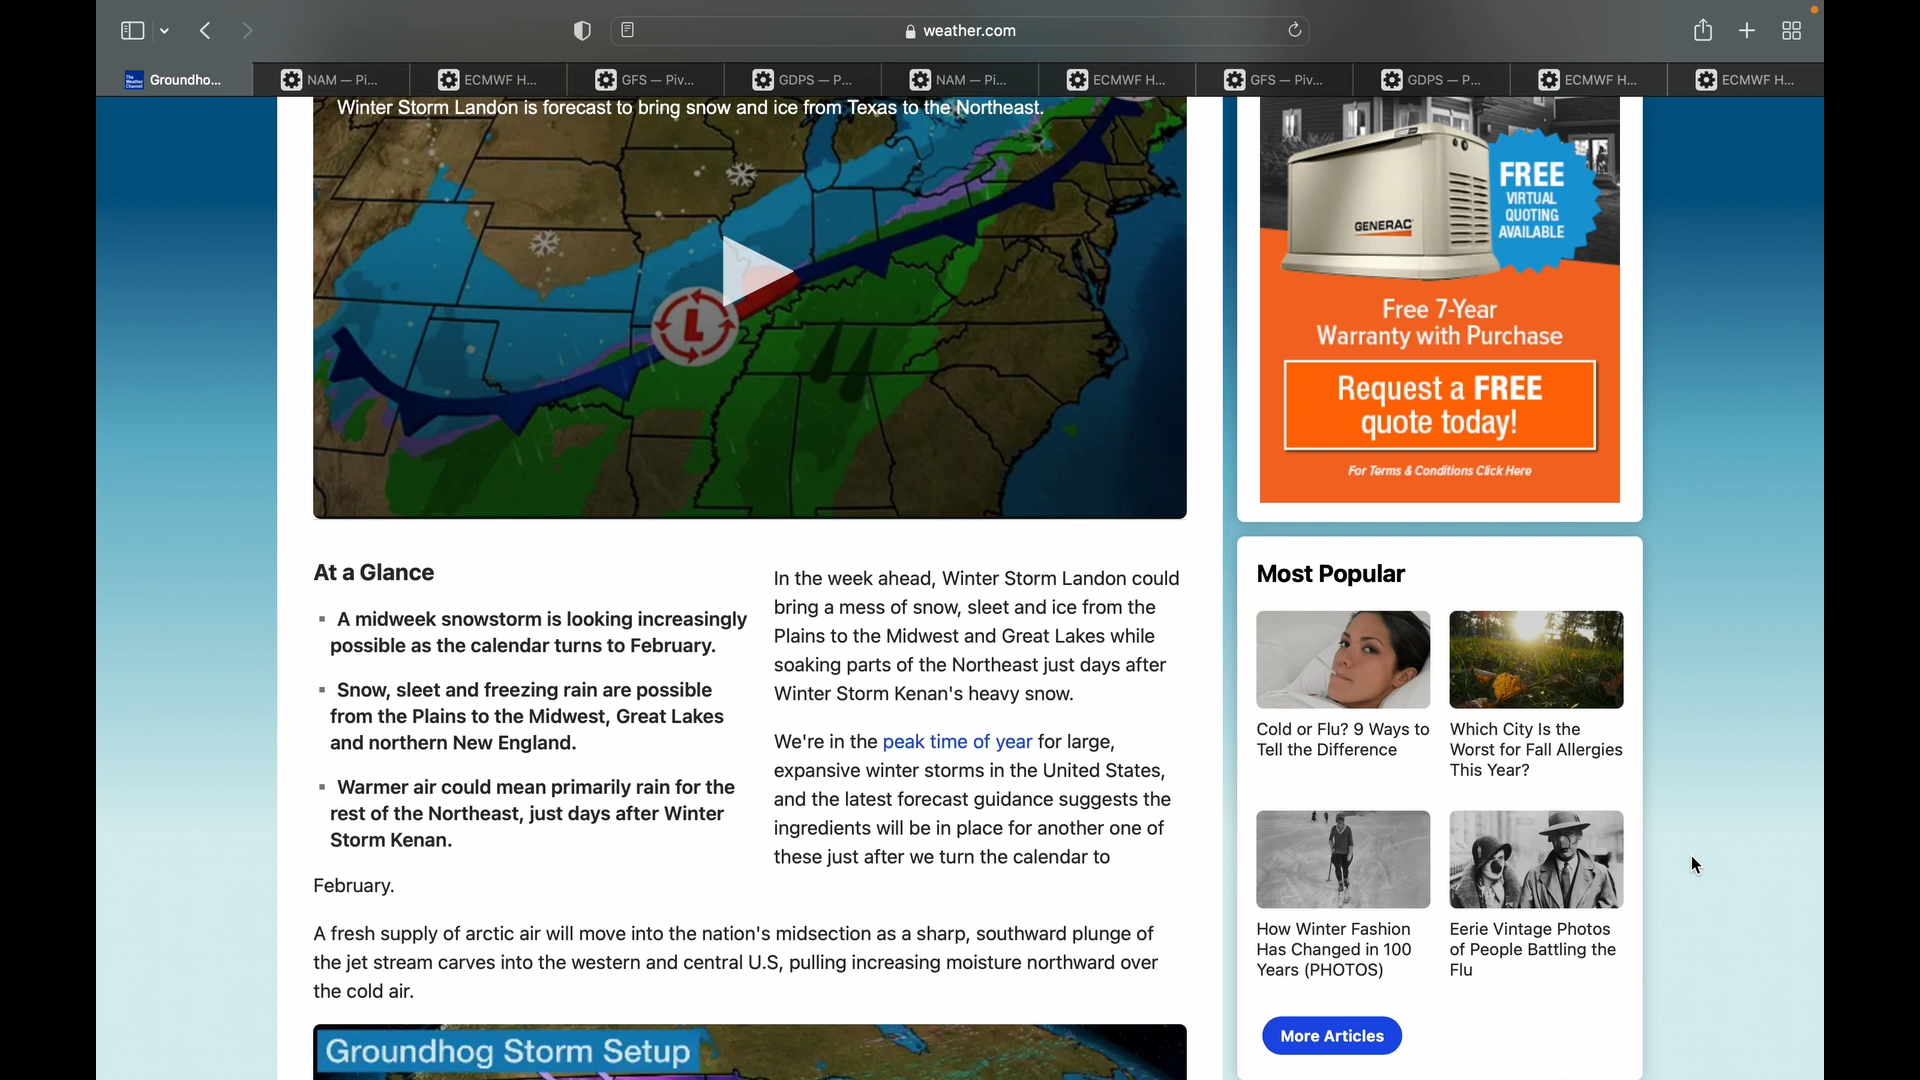 weather.com
The Weather Channel
Groundho...
NAM — Pi...
ECMWF H...
GFS — Piv...
GDPS — P...
NAM — Pi...
ECMWF H...
GFS — Piv...
GDPS — P...
ECMWF H...
ECMWF H...
Winter Storm Landon is forecast to bring snow and ice from Texas to the Northeast.
L
At a Glance
▪ A midweek snowstorm is looking increasingly
possible as the calendar turns to February.
▪ Snow, sleet and freezing rain are possible
from the Plains to the Midwest, Great Lakes
and northern New England.
▪ Warmer air could mean primarily rain for the
rest of the Northeast, just days after Winter
Storm Kenan.
In the week ahead, Winter Storm Landon could
bring a mess of snow, sleet and ice from the
Plains to the Midwest and Great Lakes while
soaking parts of the Northeast just days after
Winter Storm Kenan's heavy snow.
We're in the peak time of year for large,
expansive winter storms in the United States,
and the latest forecast guidance suggests the
ingredients will be in place for another one of
these just after we turn the calendar to
February.
A fresh supply of arctic air will move into the nation's midsection as a sharp, southward plunge of
the jet stream carves into the western and central U.S, pulling increasing moisture northward over
the cold air.
Groundhog Storm Setup
GENERAC
FREE
VIRTUAL
QUOTING
AVAILABLE
Free 7-Year
Warranty with Purchase
Request a FREE
quote today!
For Terms & Conditions Click Here
Most Popular
Cold or Flu? 9 Ways to
Tell the Difference
Which City Is the
Worst for Fall Allergies
This Year?
How Winter Fashion
Has Changed in 100
Years (PHOTOS)
Eerie Vintage Photos
of People Battling the
Flu
More Articles